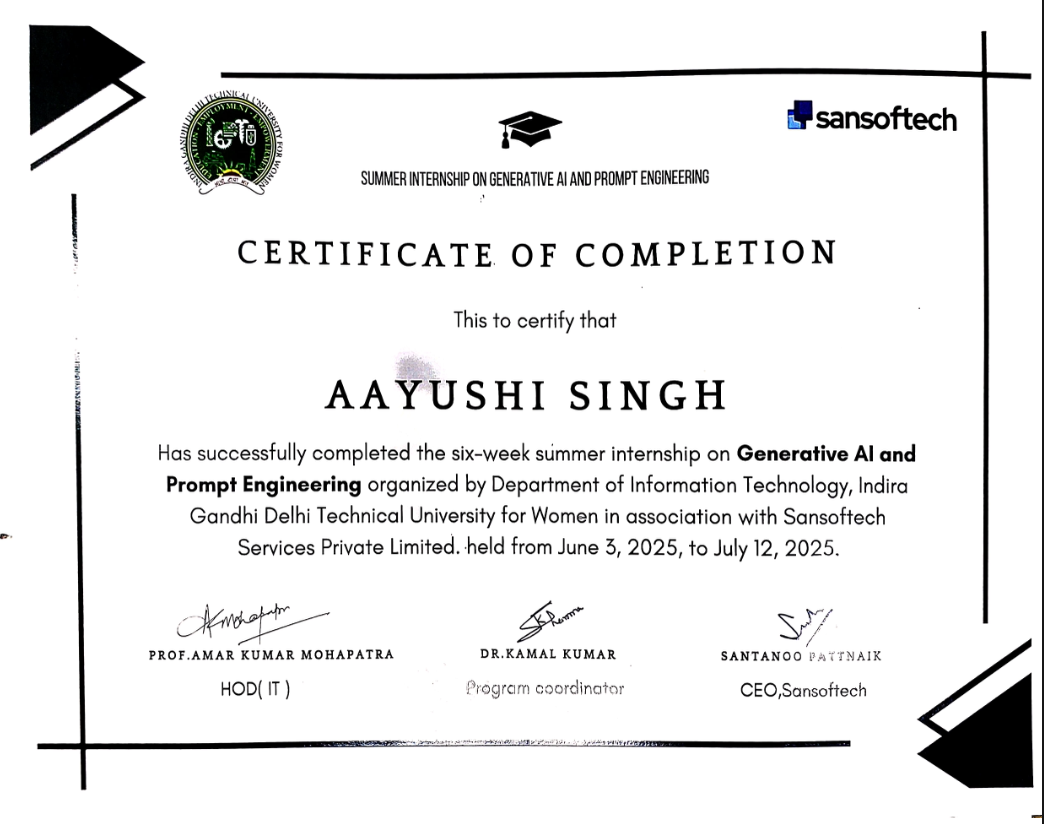 INDIRA GANDHI DELHI TECHNICAL UNIVERSITY FOR WOMEN
EDUCATION EMPLOYMENT EMPOWERMENT
sansoftech
SUMMER INTERNSHIP ON GENERATIVE AI AND PROMPT ENGINEERING
CERTIFICATE OF COMPLETION
This to certify that
AAYUSHI SINGH
Has successfully completed the six-week summer internship on Generative AI and
Prompt Engineering organized by Department of Information Technology, Indira
Gandhi Delhi Technical University for Women in association with Sansoftech
Services Private Limited. held from June 3, 2025, to July 12, 2025.
AKMohapatra
PROF.AMAR KUMAR MOHAPATRA
DR.KAMAL KUMAR
SANTANOO PATTNAIK
HOD( IT )
Program coordinator
CEO,Sansoftech